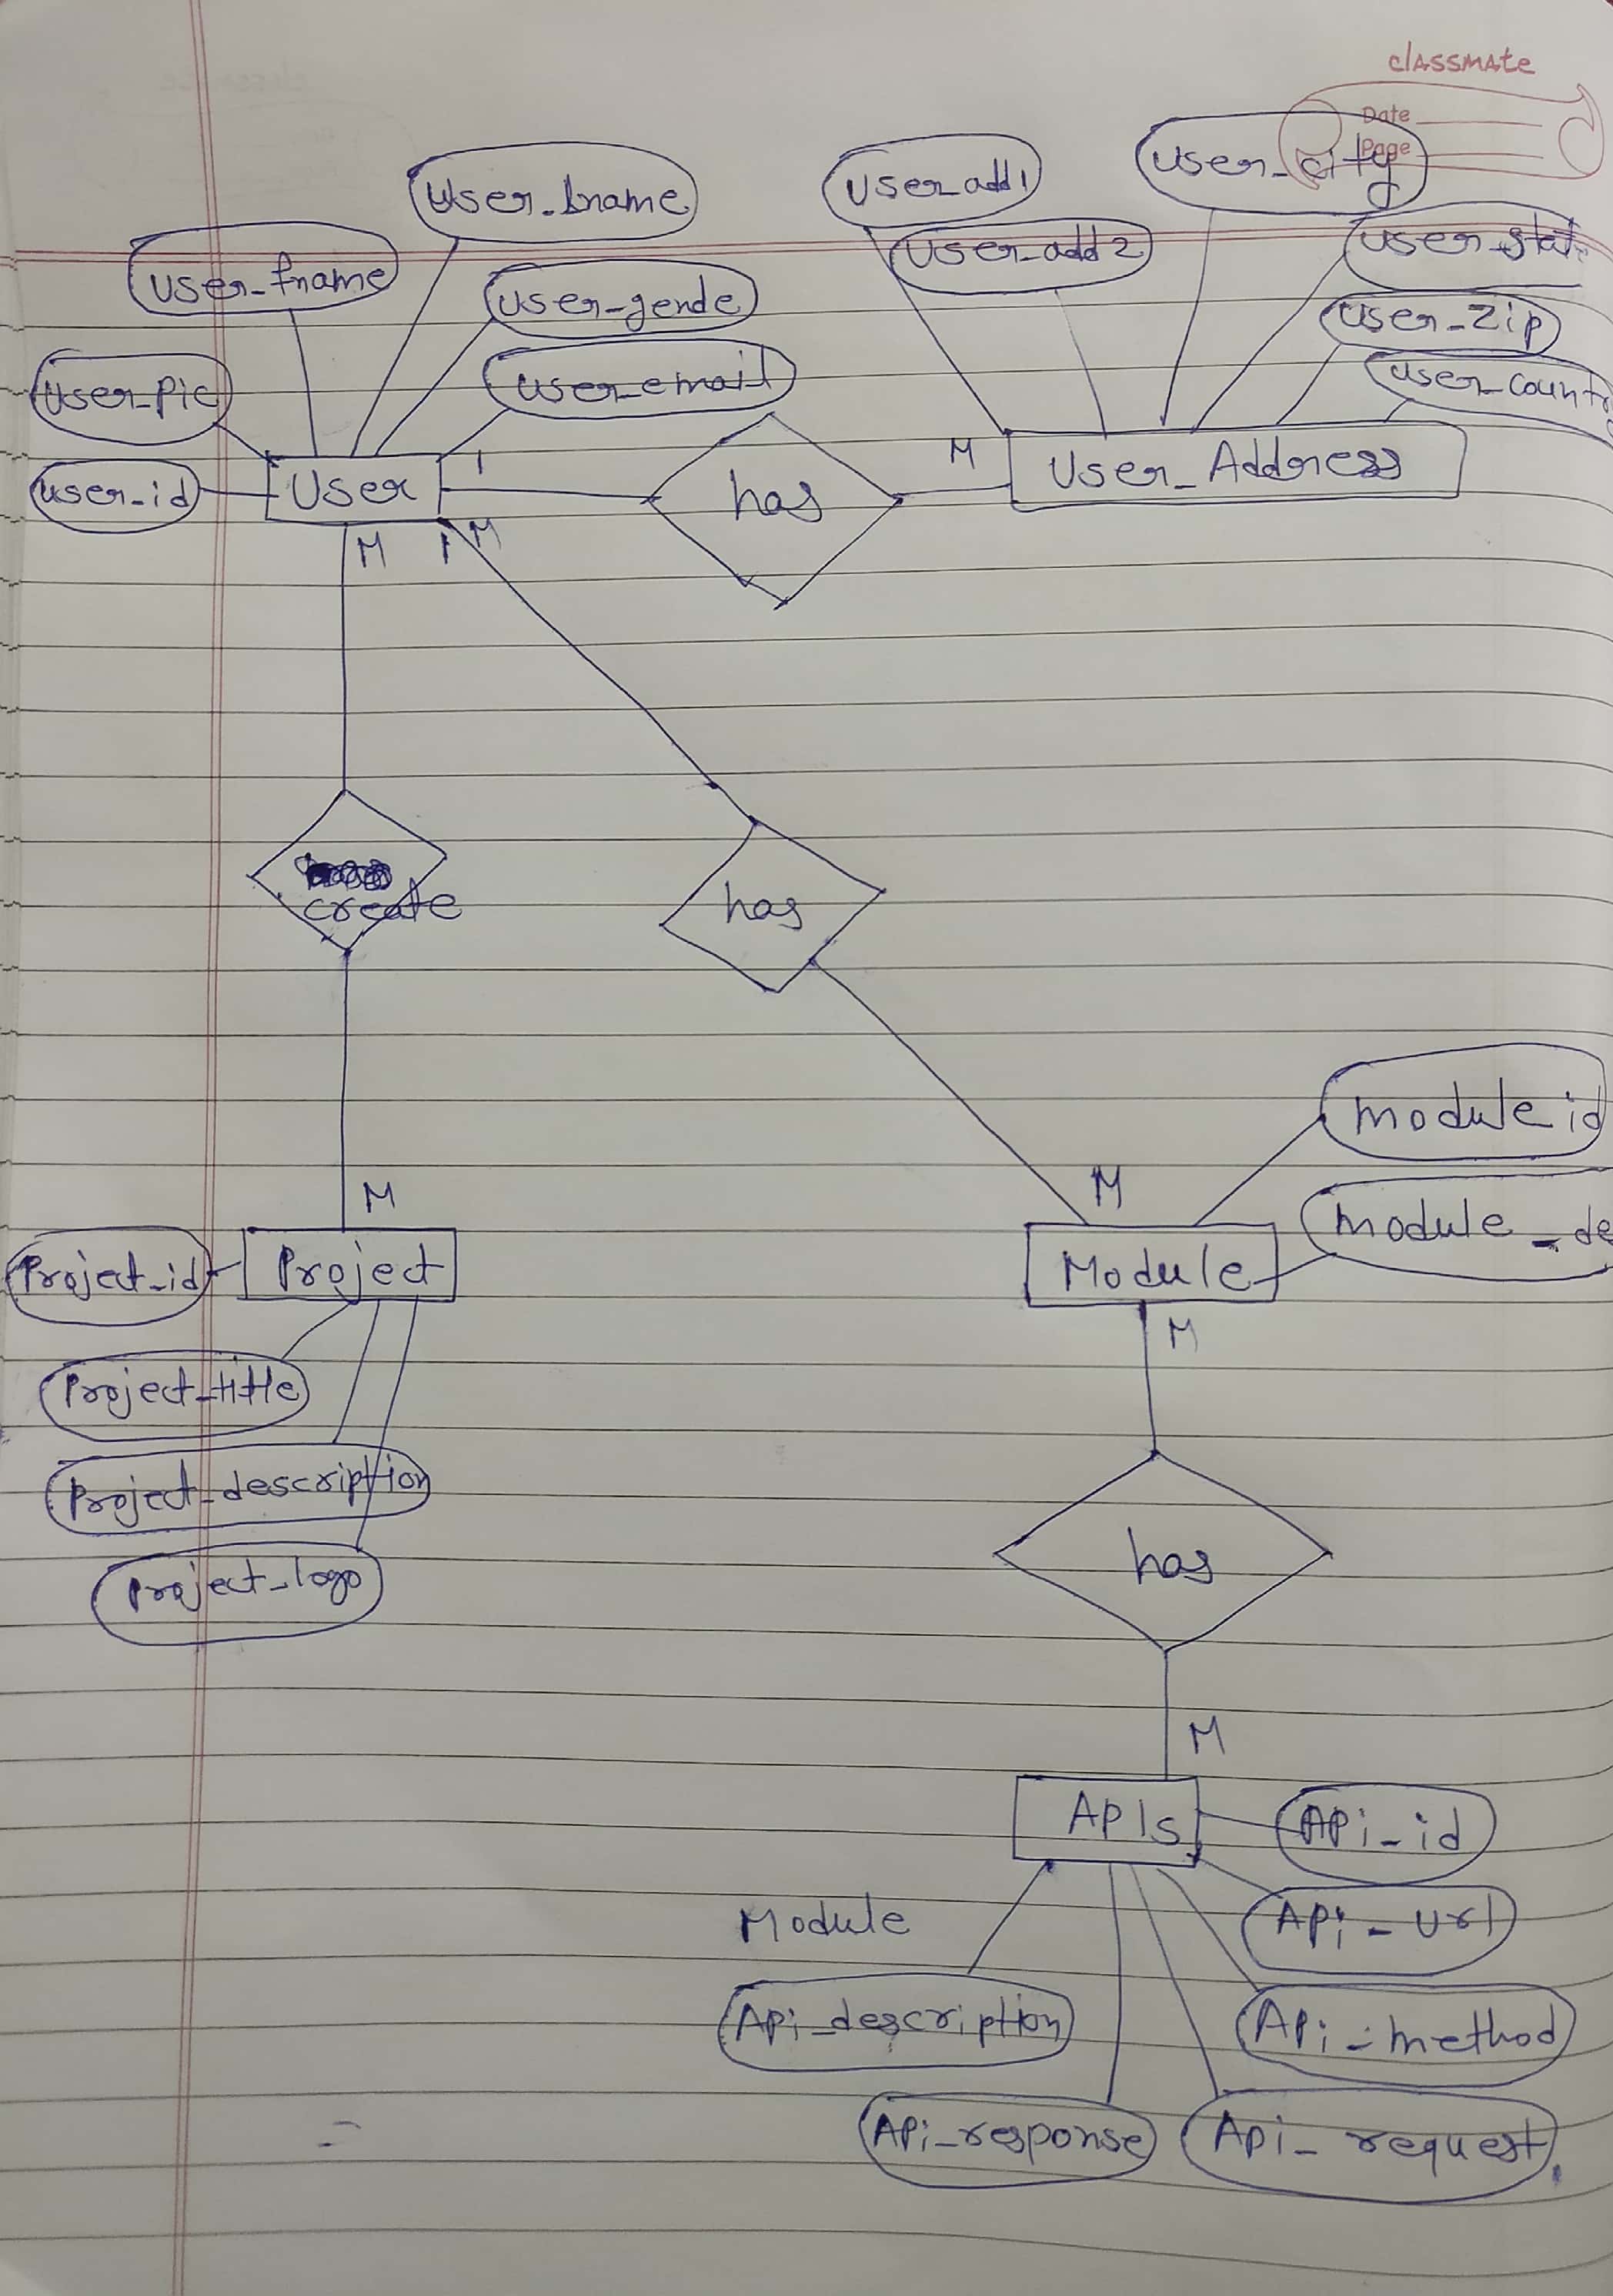 classmate
Date
Page
User_lname
User_add1
User_city
User_fname
User_gende
User_add2
User_stat
User_zip
User_pic
User_email
User_count
User_id
User
1
has
M
User_Address
M
1
M
create
has
M
M
Module id
Module_de
Project_id
Project
Module
M
Project_title
Project_description
has
Project_logo
M
APIs
Api_id
Module
Api_url
Api_description
Api_method
Api_response
Api_request